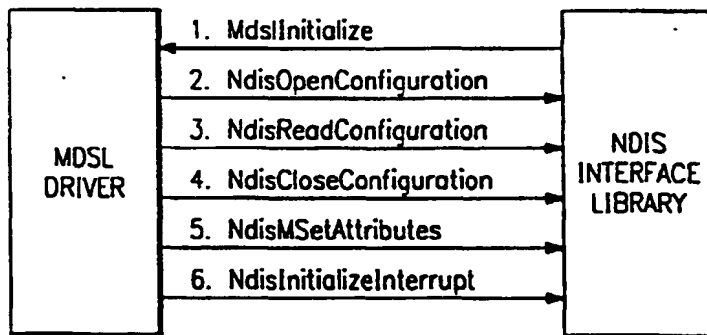 1. MdslInitialize
2. NdisOpenConfiguration
3. NdisReadConfiguration
4. NdisCloseConfiguration
5. NdisMSetAttributes
6. NdisInitializeInterrupt
MDSL
DRIVER
NDIS
INTERFACE
LIBRARY